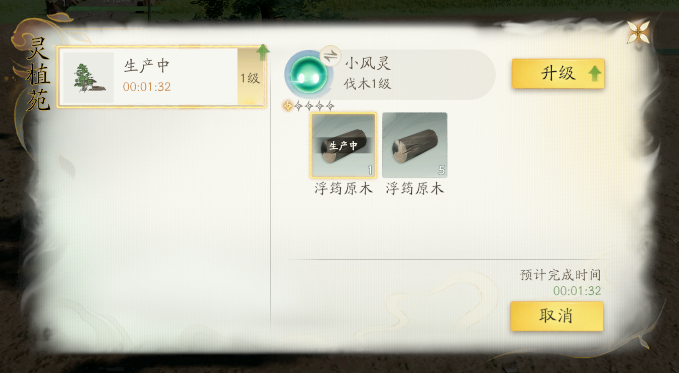 灵植苑
生产中
00:01:32
1级
小风灵
伐木1级
升级
生产中
1
5
浮筠原木
浮筠原木
预计完成时间
00:01:32
取消